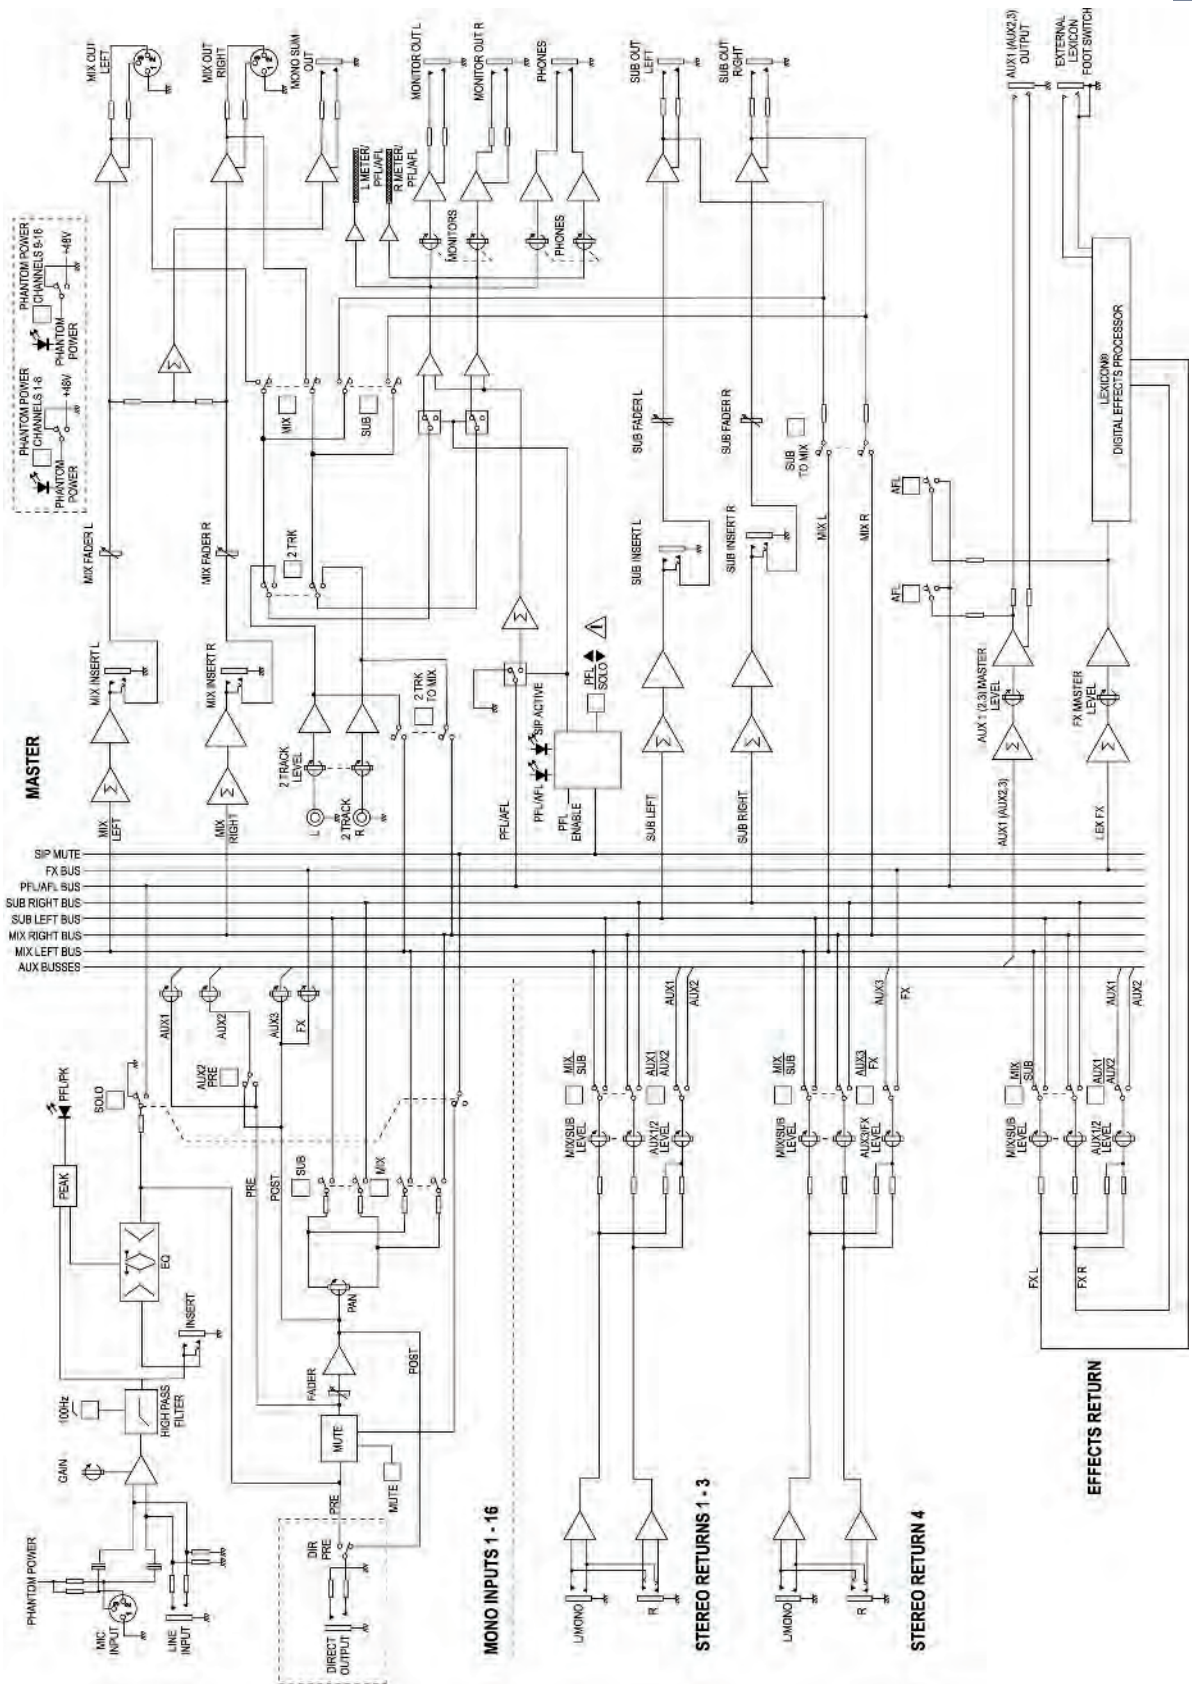 MIX OUT
LEFT
MIX OUT
RIGHT
MONO SUM
OUT
MONITOR OUT L
MONITOR OUT R
PHONES
SUB OUT
LEFT
SUB OUT
RIGHT
AUX1 (AUX2,3)
OUTPUT
EXTERNAL
LEXICON
FOOT SWITCH
L METER/
PFL/AFL
R METER/
PFL/AFL
MONITORS
PHONES
PHANTOM POWER
CHANNELS 9-16
+48V
PHANTOM
POWER
PHANTOM POWER
CHANNELS 1-8
+48V
PHANTOM
POWER
Σ
MIX
SUB
LEXICON®
DIGITAL EFFECTS PROCESSOR
SUB FADER L
SUB FADER R
SUB
TO MIX
MIX FADER L
MIX FADER R
2 TRK
SUB INSERT L
SUB INSERT R
MIX L
MIX R
AFL
AFL
Σ
MIX INSERT L
MIX INSERT R
2 TRK
TO MIX
PFL
SOLO
SIP ACTIVE
PFL/AFL
PFL
ENABLE
MASTER
Σ
Σ
2 TRACK
LEVEL
L
2 TRACK
R
PFL/AFL
Σ
Σ
AUX 1 (2,3) MASTER
LEVEL
FX MASTER
LEVEL
Σ
Σ
MIX
LEFT
MIX
RIGHT
SUB LEFT
SUB RIGHT
AUX1 (AUX2,3)
LEX FX
SIP MUTE
FX BUS
PFL/AFL BUS
SUB RIGHT BUS
SUB LEFT BUS
MIX RIGHT BUS
MIX LEFT BUS
AUX BUSSES
AUX1
AUX2
AUX3
FX
AUX1
AUX2
AUX3
FX
AUX1
AUX2
PFL/PK
SOLO
AUX2
PRE
MIX
SUB
AUX1
AUX2
MIX
SUB
AUX3
FX
MIX
SUB
AUX1
AUX2
MIX/SUB
LEVEL
AUX1/2
LEVEL
MIX/SUB
LEVEL
AUX3/FX
LEVEL
MIX/SUB
LEVEL
AUX1/2
LEVEL
PEAK
PRE
POST
SUB
MIX
EQ
PAN
FX L
FX R
INSERT
POST
FADER
100Hz
HIGH PASS
FILTER
MUTE
EFFECTS RETURN
GAIN
MUTE
PRE
DIR
PRE
PHANTOM POWER
MIC
INPUT
LINE
INPUT
DIRECT
OUTPUT
MONO INPUTS 1 - 16
L/MONO
R
STEREO RETURNS 1 - 3
L/MONO
R
STEREO RETURN 4